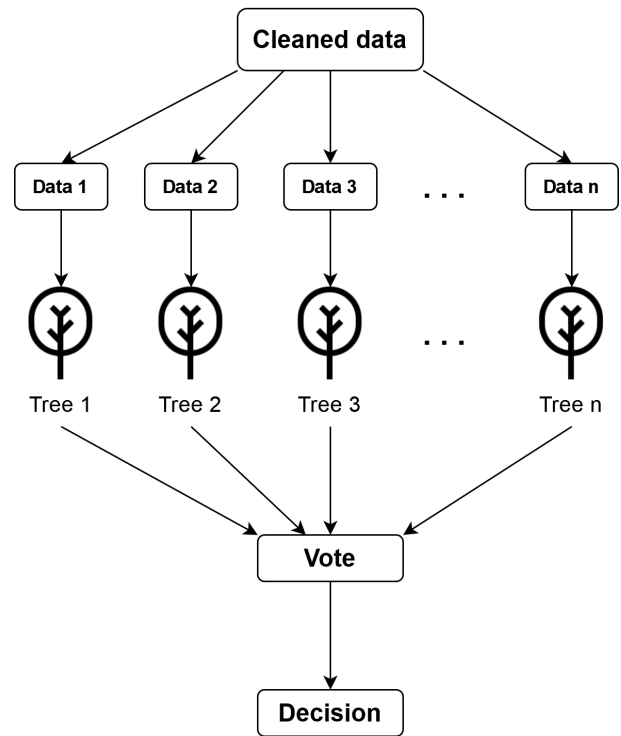 Cleaned data
Data 1
Data 2
Data 3
. . .
Data n
. . .
Tree 1
Tree 2
Tree 3
Tree n
Vote
Decision